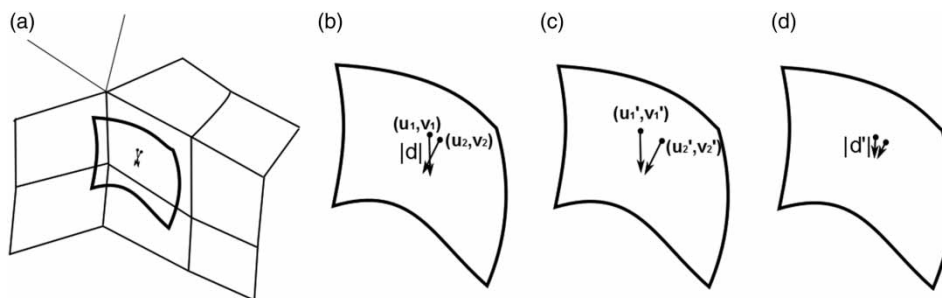 (a) (b) (c) (d)
(u₁,v₁) (u₁',v₁')
(u₂,v₂) (u₂',v₂')
|d| |d'|